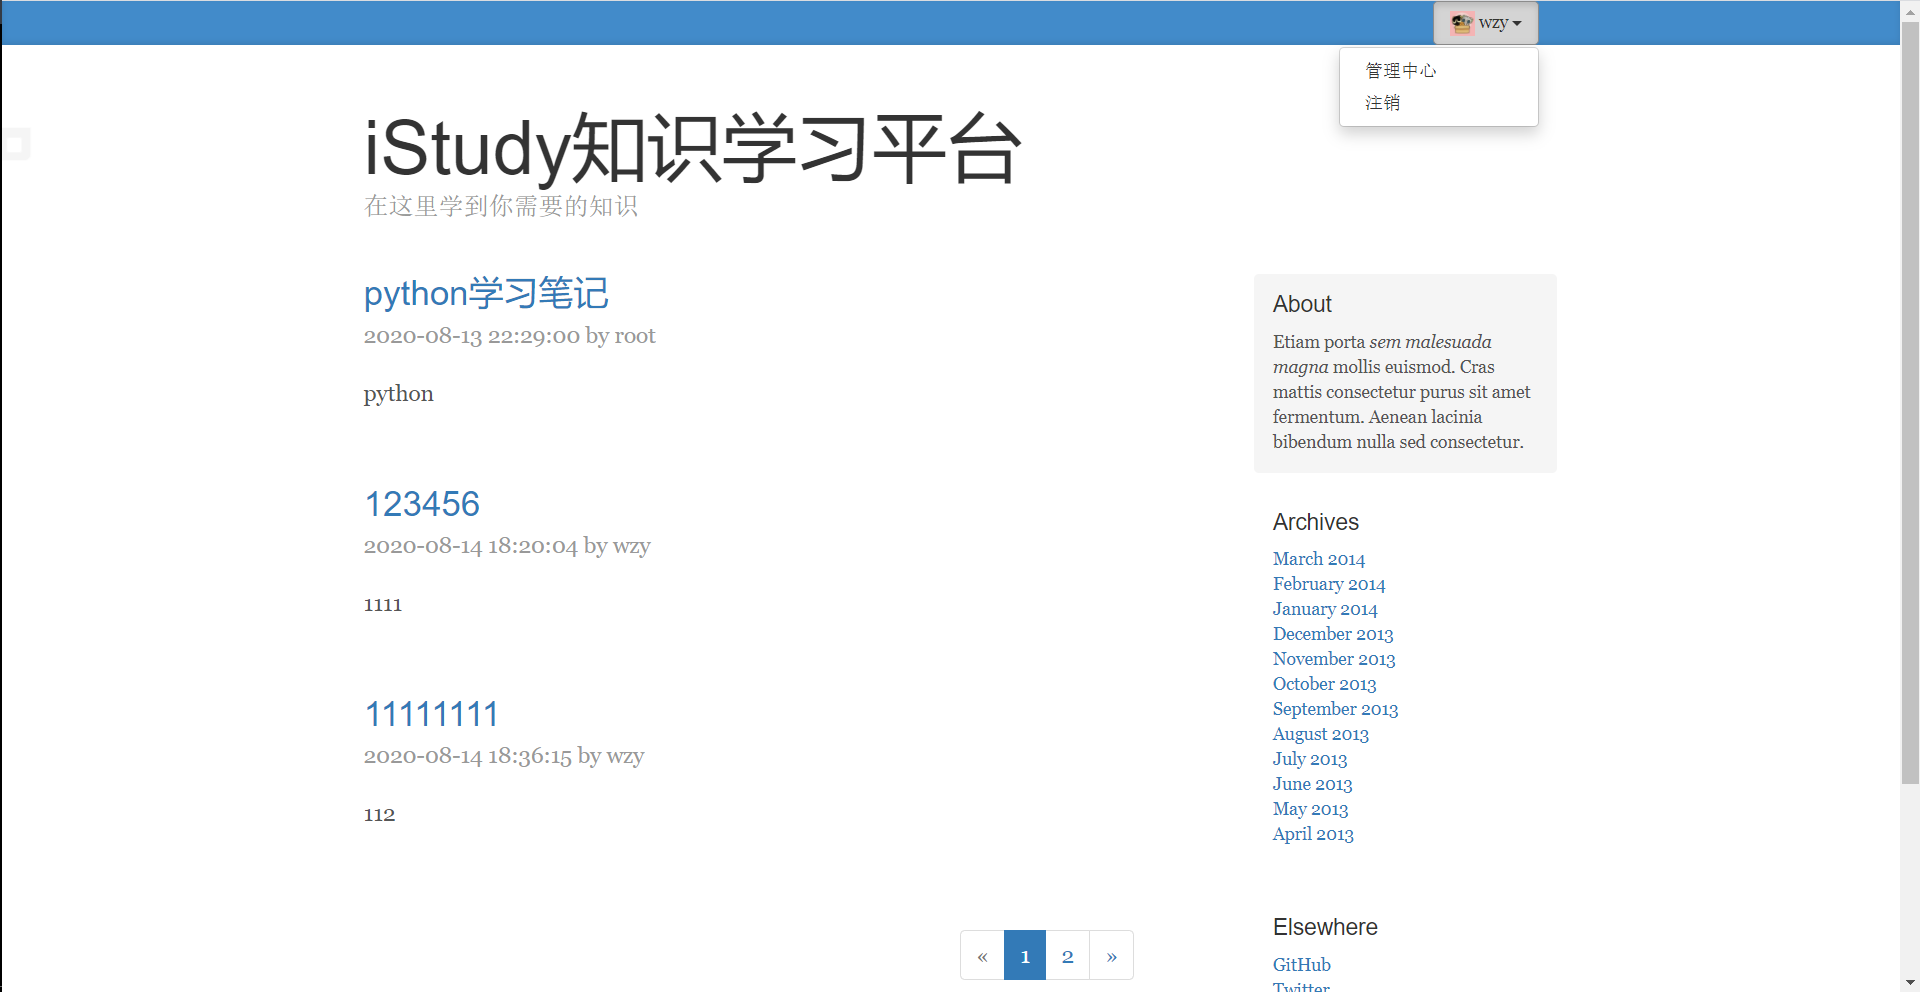 wzy
管理中心
注销
iStudy知识学习平台
在这里学到你需要的知识
python学习笔记
2020-08-13 22:29:00 by root
python
123456
2020-08-14 18:20:04 by wzy
1111
11111111
2020-08-14 18:36:15 by wzy
112
« 1 2 »
About
Etiam porta sem malesuada
magna mollis euismod. Cras
mattis consectetur purus sit amet
fermentum. Aenean lacinia
bibendum nulla sed consectetur.
Archives
March 2014
February 2014
January 2014
December 2013
November 2013
October 2013
September 2013
August 2013
July 2013
June 2013
May 2013
April 2013
Elsewhere
GitHub
Twitter